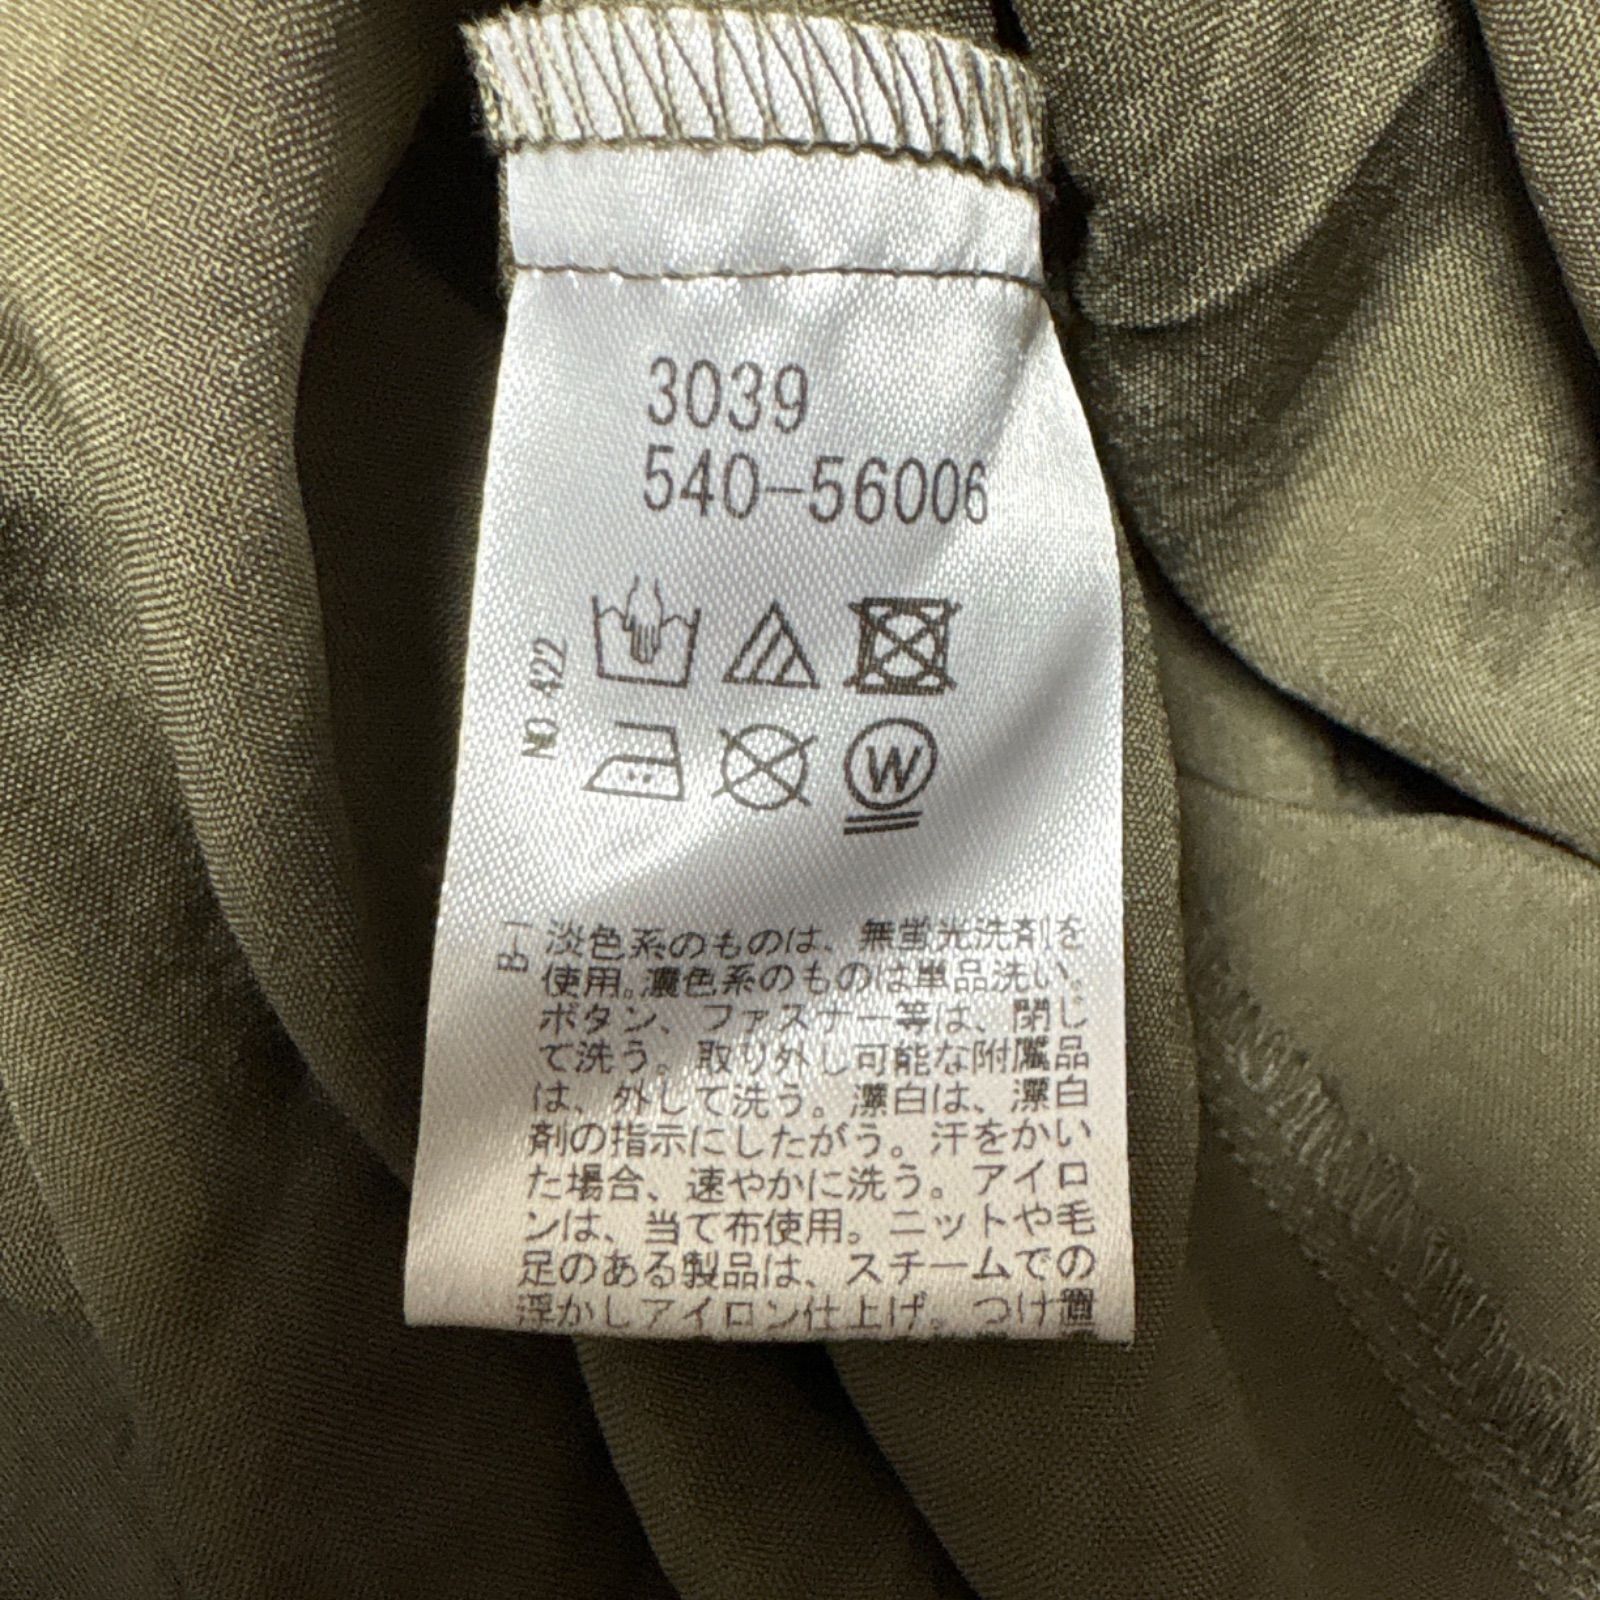 3039
540-56006
NO 422
W
B-1
淡色系のものは、無蛍光洗剤を
使用。濃色系のものは単品洗い。
ボタン、ファスナー等は、閉じ
て洗う。取り外し可能な附属品
は、外して洗う。漂白は、漂白
剤の指示にしたがう。汗をかい
た場合、速やかに洗う。アイロ
ンは、当て布使用。ニットや毛
足のある製品は、スチームでの
浮かしアイロン仕上げ。つけ置